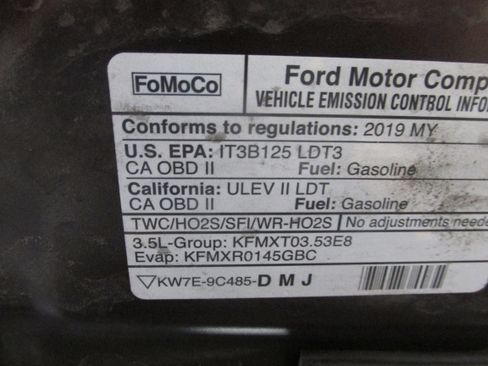 FoMoCo
Ford Motor Comp
VEHICLE EMISSION CONTROL INFO
Conforms to regulations: 2019 MY
U.S. EPA: IT3B125 LDT3
CA OBD II Fuel: Gasoline
California: ULEV II LDT
CA OBD II Fuel: Gasoline
TWC/HO2S/SFI/WR-HO2S No adjustments neede
3.5L-Group: KFMXT03.53E8
Evap: KFMXR0145GBC
KW7E-9C485-D M J